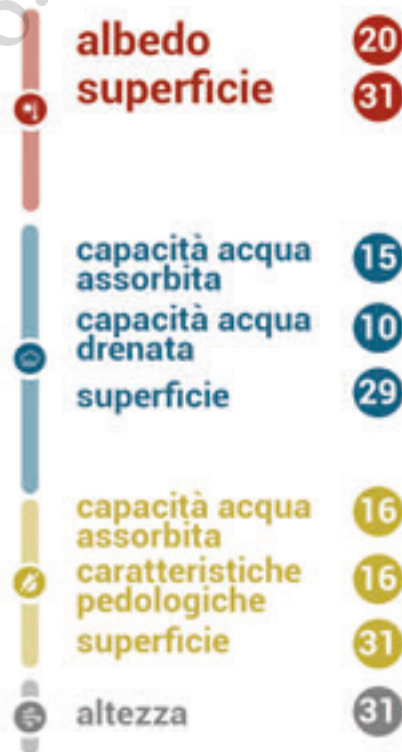 albedo 20
superficie 31
capacità acqua
assorbita 15
capacità acqua
drenata 10
superficie 29
capacità acqua
assorbita 16
caratteristiche
pedologiche 16
superficie 31
altezza 31